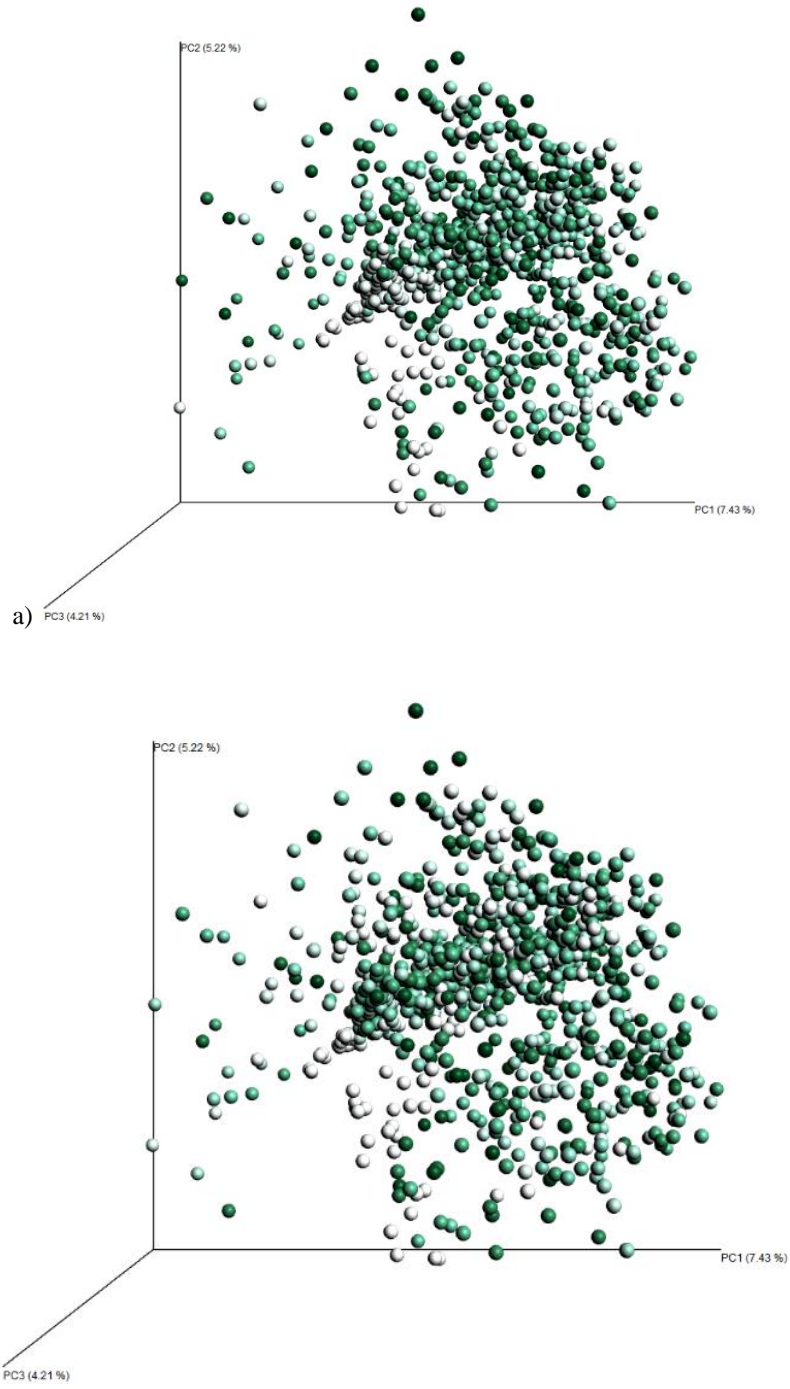 PC2 (5.22 %)
PC1 (7.43 %)
a)
PC3 (4.21 %)
PC2 (5.22 %)
PC1 (7.43 %)
PC3 (4.21 %)